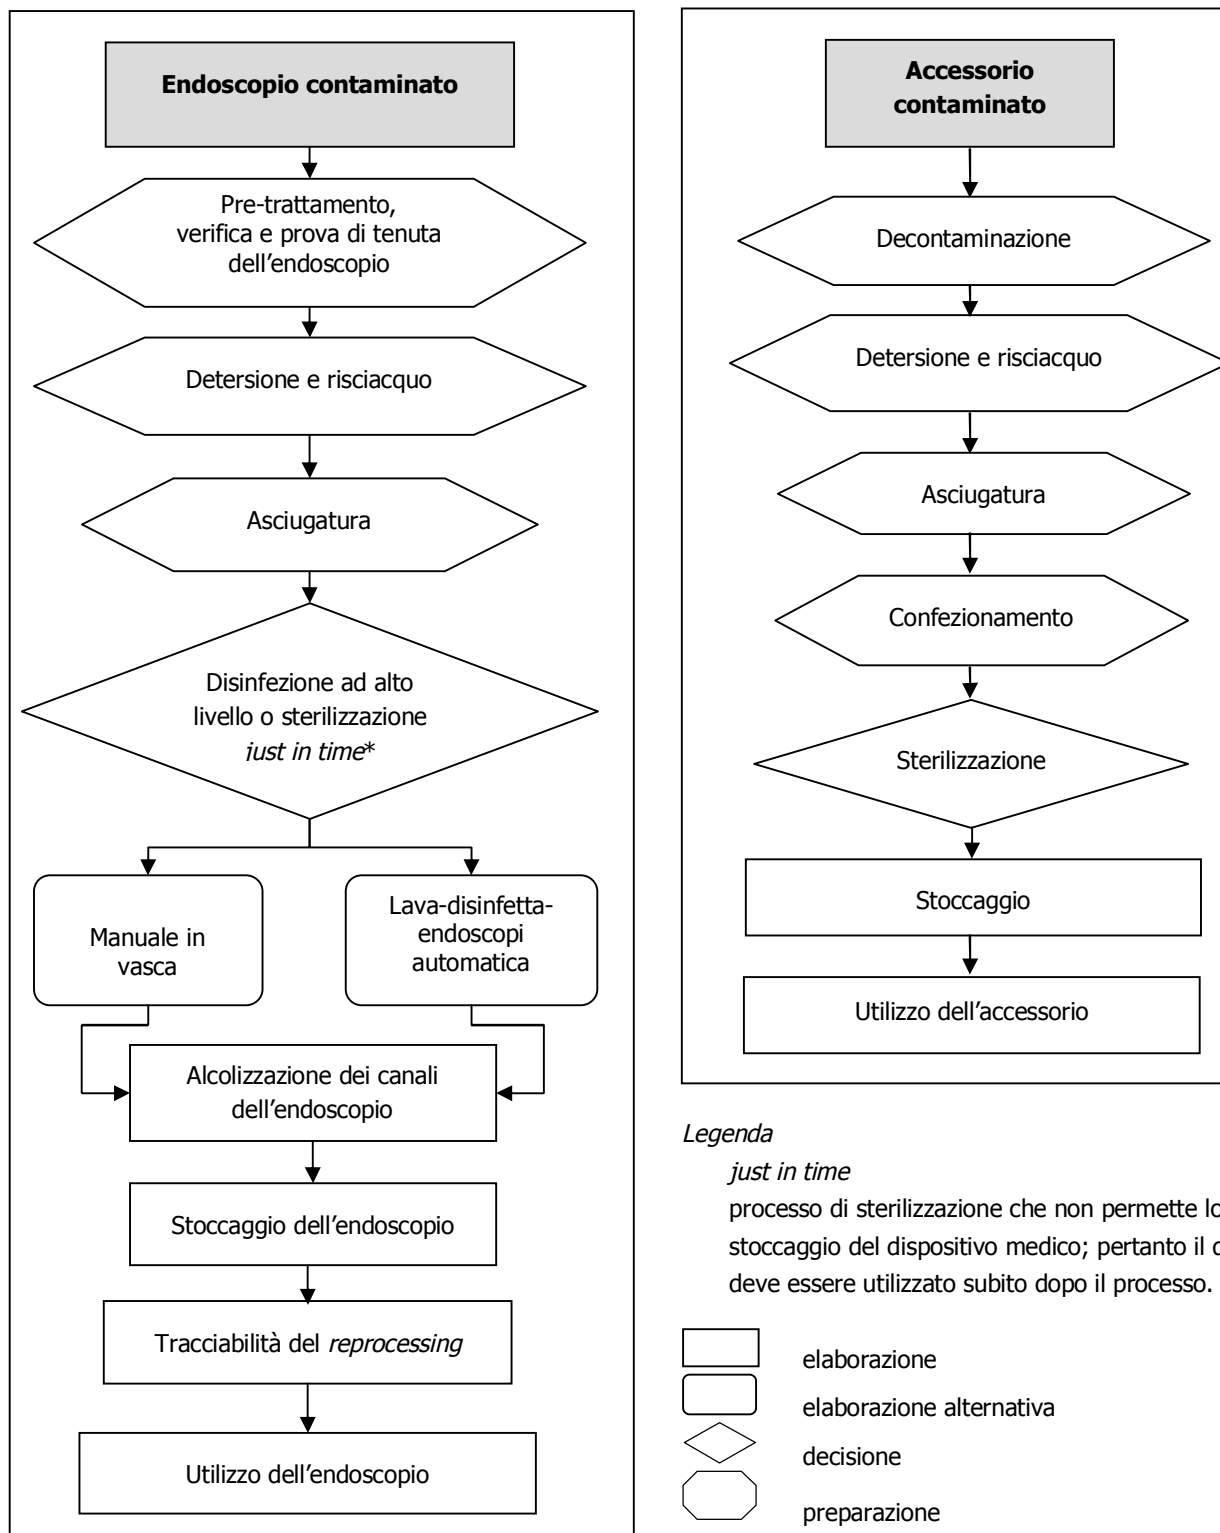 Endoscopio contaminato
Pre-trattamento,
verifica e prova di tenuta
dell’endoscopio
Detersione e risciacquo
Asciugatura
Disinfezione ad alto
livello o sterilizzazione
just in time*
Manuale in
vasca
Lava-disinfetta-
endoscopi
automatica
Alcolizzazione dei canali
dell’endoscopio
Stoccaggio dell’endoscopio
Tracciabilità del reprocessing
Utilizzo dell’endoscopio
Accessorio
contaminato
Decontaminazione
Detersione e risciacquo
Asciugatura
Confezionamento
Sterilizzazione
Stoccaggio
Utilizzo dell’accessorio
Legenda
just in time
processo di sterilizzazione che non permette lo
stoccaggio del dispositivo medico; pertanto il
deve essere utilizzato subito dopo il processo.
elaborazione
elaborazione alternativa
decisione
preparazione